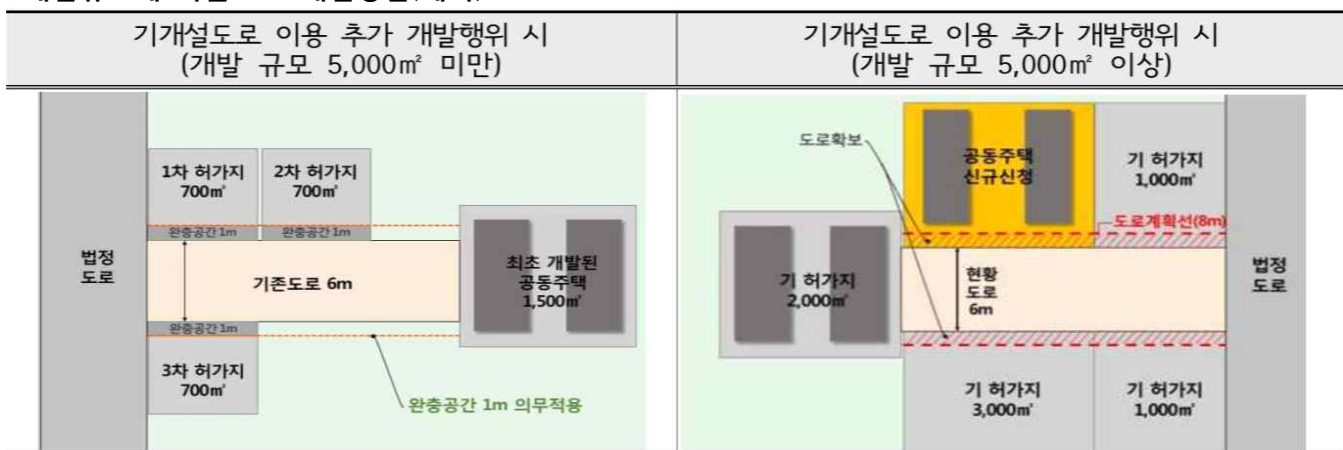 기개설도로 이용 추가 개발행위 시
(개발 규모 5,000㎡ 미만)
기개설도로 이용 추가 개발행위 시
(개발 규모 5,000㎡ 이상)
법정
도로
1차 허가지
700㎡
2차 허가지
700㎡
완충공간 1m
완충공간 1m
기존도로 6m
최초 개발된
공동주택
1,500㎡
완충공간 1m
3차 허가지
700㎡
완충공간 1m 의무적용
도로확보
공동주택
신규신청
기 허가지
1,000㎡
도로계획선(8m)
기 허가지
2,000㎡
현황
도로
6m
법정
도로
기 허가지
3,000㎡
기 허가지
1,000㎡